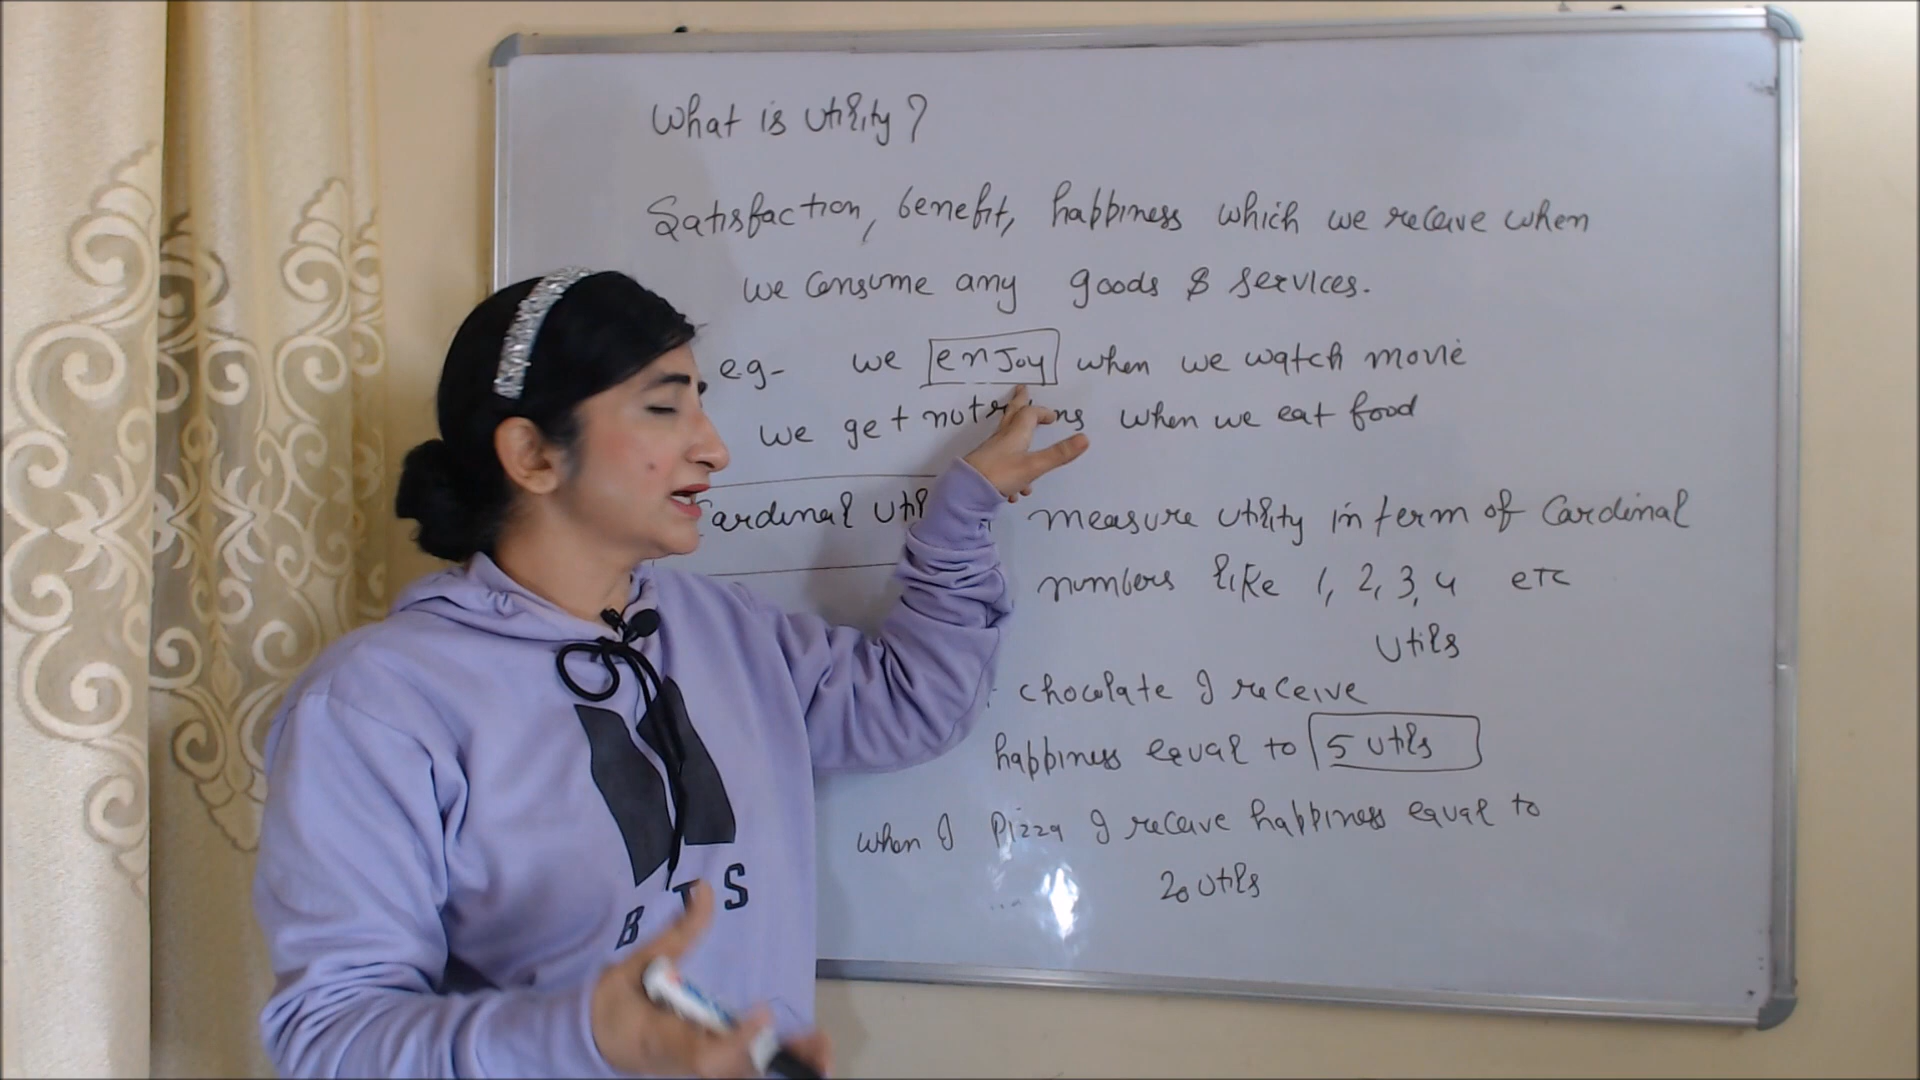 What is utility?
Satisfaction, benefit, happiness which we receive when
we consume any goods & services.
e.g- we enjoy when we watch movie
we get when we eat food
Cardinal measure utility in term of Cardinal
numbers like 1, 2, 3, 4 etc
utils
chocolate I receive
happiness equal to 5 utils
when I Pizza I receive happiness equal to
20 utils
BTS